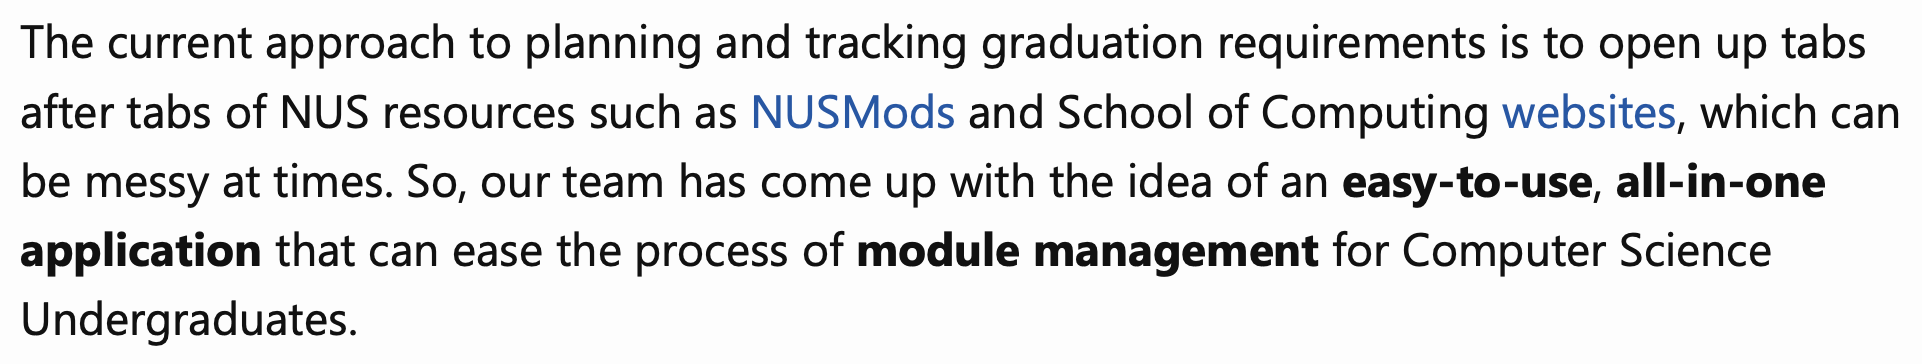 The current approach to planning and tracking graduation requirements is to open up tabs
after tabs of NUS resources such as NUSMods and School of Computing websites, which can
be messy at times. So, our team has come up with the idea of an easy-to-use, all-in-one
application that can ease the process of module management for Computer Science
Undergraduates.